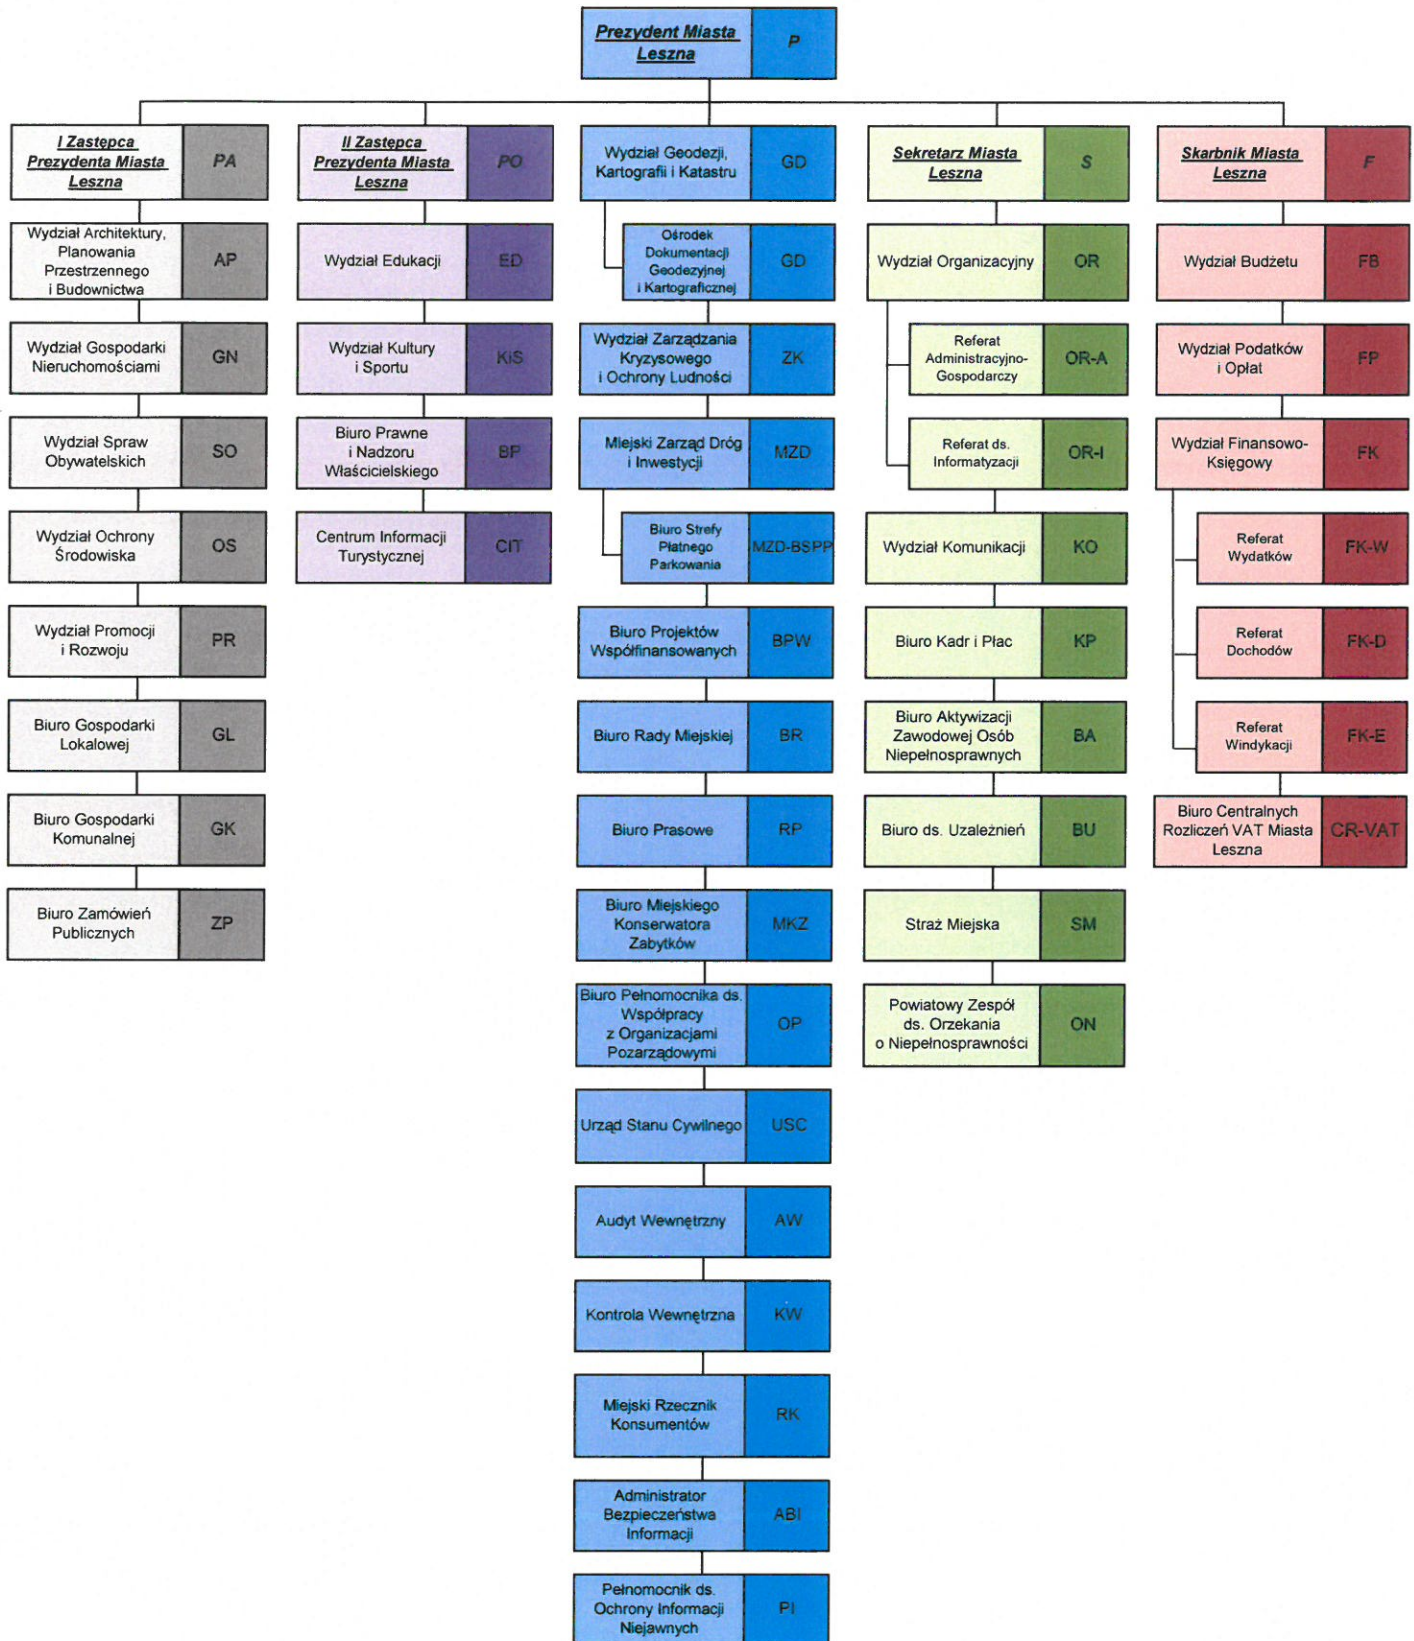 Prezydent Miasta
Leszna
P
I Zastępca
Prezydenta Miasta
Leszna
PA
Wydział Architektury,
Planowania
Przestrzennego
i Budownictwa
AP
Wydział Gospodarki
Nieruchomościami
GN
Wydział Spraw
Obywatelskich
SO
Wydział Ochrony
Środowiska
OS
Wydział Promocji
i Rozwoju
PR
Biuro Gospodarki
Lokalowej
GL
Biuro Gospodarki
Komunalnej
GK
Biuro Zamówień
Publicznych
ZP
II Zastępca
Prezydenta Miasta
Leszna
PO
Wydział Edukacji
ED
Wydział Kultury
i Sportu
KiS
Biuro Prawne
i Nadzoru
Właścicielskiego
BP
Centrum Informacji
Turystycznej
CIT
Wydział Geodezji,
Kartografii i Katastru
GD
Ośrodek
Dokumentacji
Geodezyjnej
i Kartograficznej
GD
Wydział Zarządzania
Kryzysowego
i Ochrony Ludności
ZK
Miejski Zarząd Dróg
i Inwestycji
MZD
Biuro Strefy
Płatnego
Parkowania
MZD-BSPP
Biuro Projektów
Współfinansowanych
BPW
Biuro Rady Miejskiej
BR
Biuro Prasowe
RP
Biuro Miejskiego
Konserwatora
Zabytków
MKZ
Biuro Pełnomocnika ds.
Współpracy
z Organizacjami
Pozarządowymi
OP
Urząd Stanu Cywilnego
USC
Audyt Wewnętrzny
AW
Kontrola Wewnętrzna
KW
Miejski Rzecznik
Konsumentów
RK
Administrator
Bezpieczeństwa
Informacji
ABI
Pełnomocnik ds.
Ochrony Informacji
Niejawnych
PI
Sekretarz Miasta
Leszna
S
Wydział Organizacyjny
OR
Referat
Administracyjno-
Gospodarczy
OR-A
Referat ds.
Informatyzacji
OR-I
Wydział Komunikacji
KO
Biuro Kadr i Płac
KP
Biuro Aktywizacji
Zawodowej Osób
Niepełnosprawnych
BA
Biuro ds. Uzależnień
BU
Straż Miejska
SM
Powiatowy Zespół
ds. Orzekania
o Niepełnosprawności
ON
Skarbnik Miasta
Leszna
F
Wydział Budżetu
FB
Wydział Podatków
i Opłat
FP
Wydział Finansowo-
Księgowy
FK
Referat
Wydatków
FK-W
Referat
Dochodów
FK-D
Referat
Windykacji
FK-E
Biuro Centralnych
Rozliczeń VAT Miasta
Leszna
CR-VAT